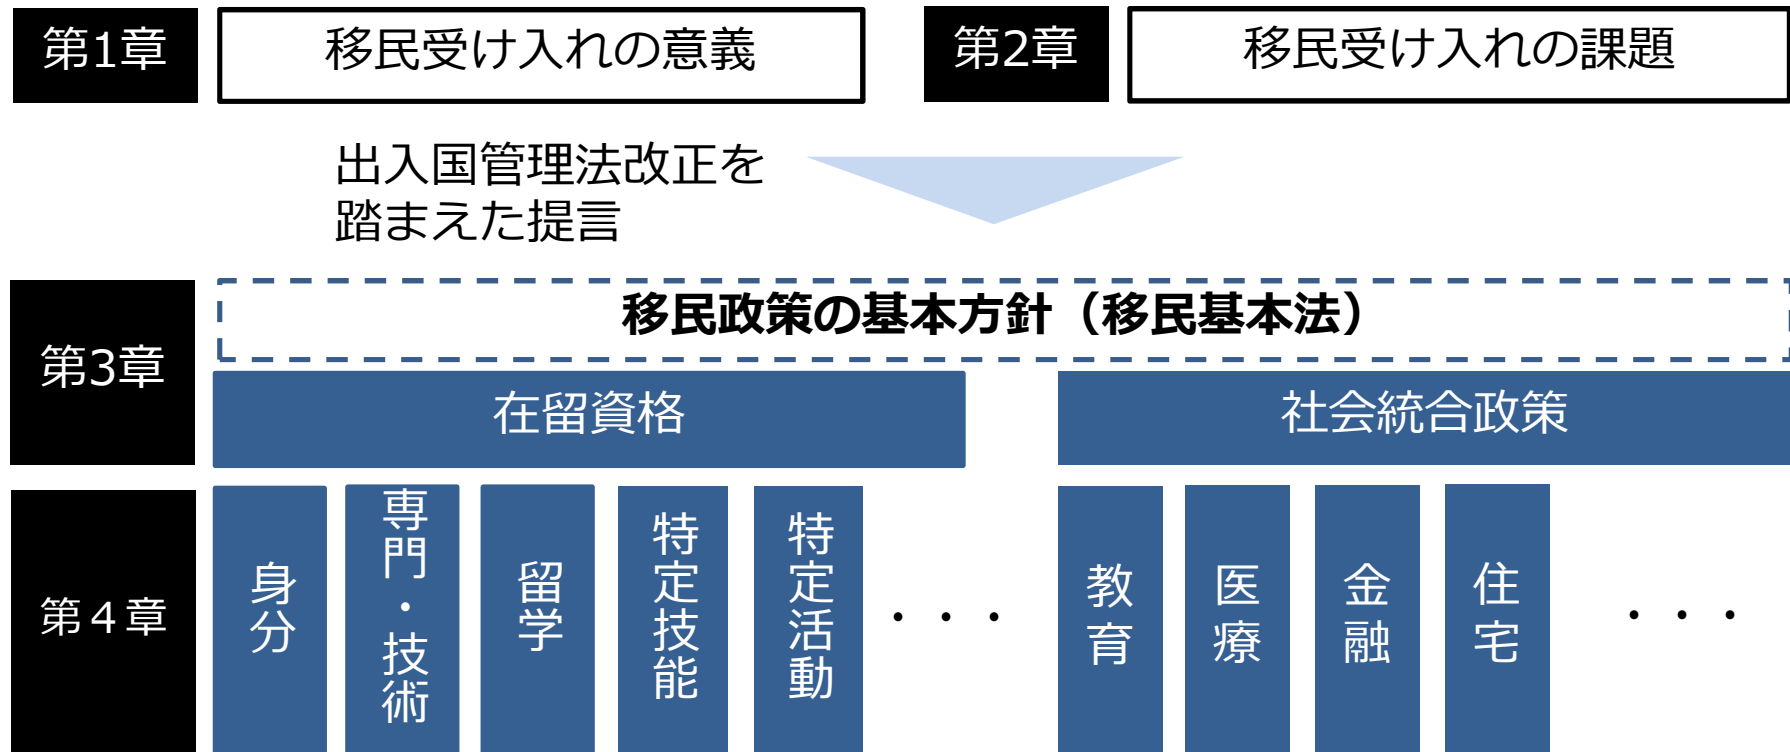 第1章
移民受け入れの意義
第2章
移民受け入れの課題
出入国管理法改正を
踏まえた提言
第3章
移民政策の基本方針（移民基本法）
在留資格
社会統合政策
第４章
身分
専門・技術
留学
特定技能
特定活動
・・・
教育
医療
金融
住宅
・・・